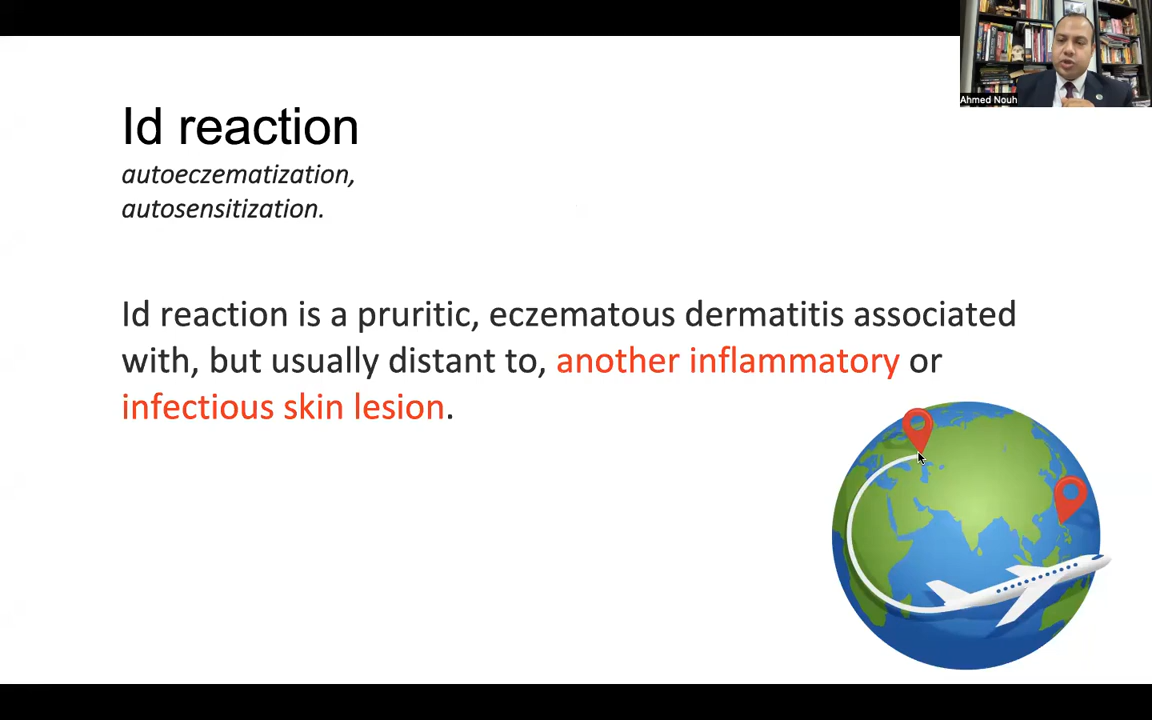 Ahmed Nouh
Id reaction
autoeczematization,
autosensitization.
Id reaction is a pruritic, eczematous dermatitis associated
with, but usually distant to, another inflammatory or
infectious skin lesion.